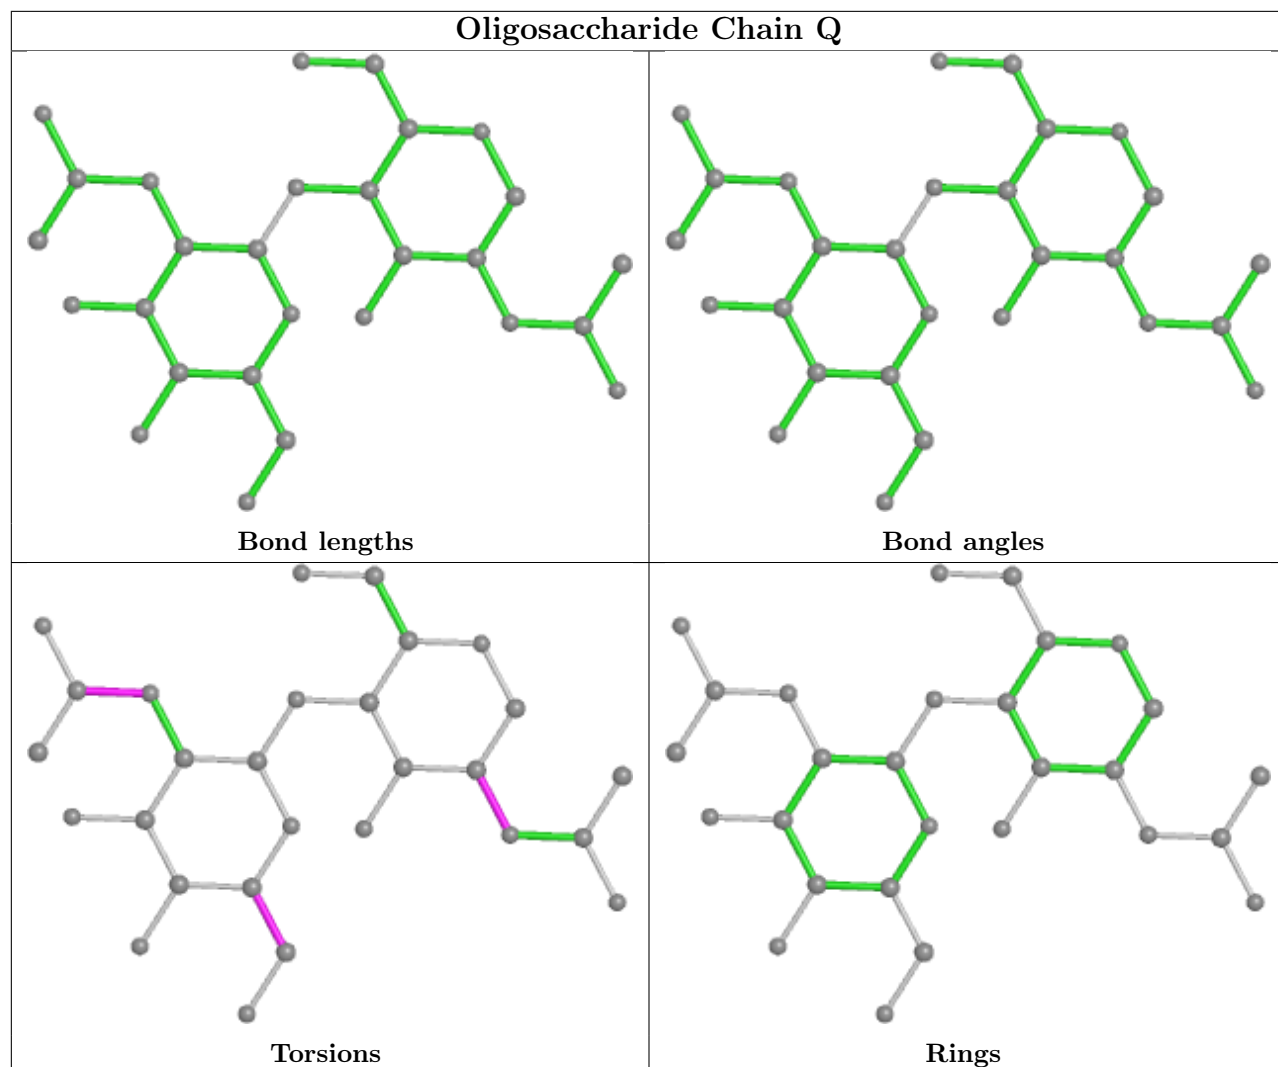 Oligosaccharide Chain Q
Bond lengths
Bond angles
Torsions
Rings